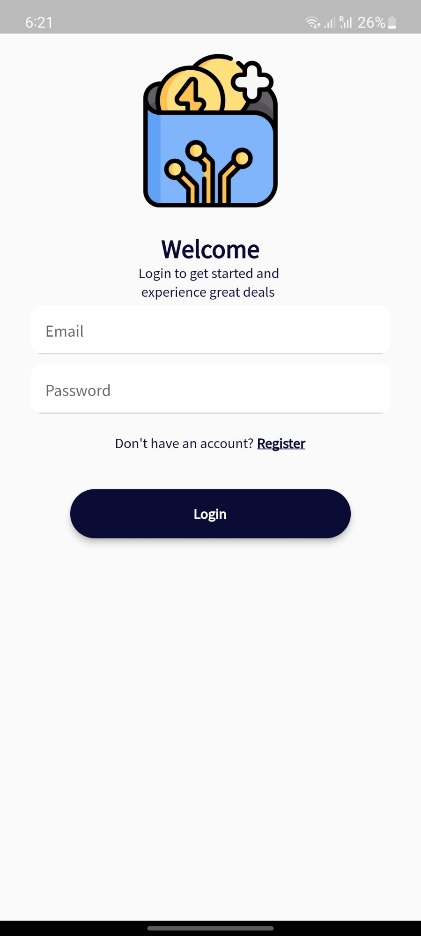 6:21
26%
Welcome
Login to get started and
experience great deals
Email
Password
Don't have an account? Register
Login